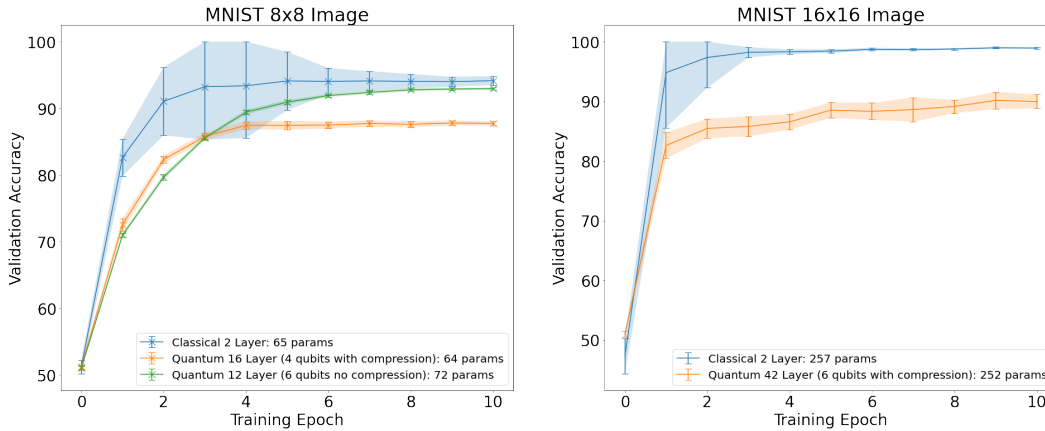 MNIST 8x8 Image
Validation Accuracy
100
90
80
70
60
50
0
2
4
6
8
10
Training Epoch
Classical 2 Layer: 65 params
Quantum 16 Layer (4 qubits with compression): 64 params
Quantum 12 Layer (6 qubits no compression): 72 params
MNIST 16x16 Image
Validation Accuracy
100
90
80
70
60
50
0
2
4
6
8
10
Training Epoch
Classical 2 Layer: 257 params
Quantum 42 Layer (6 qubits with compression): 252 params